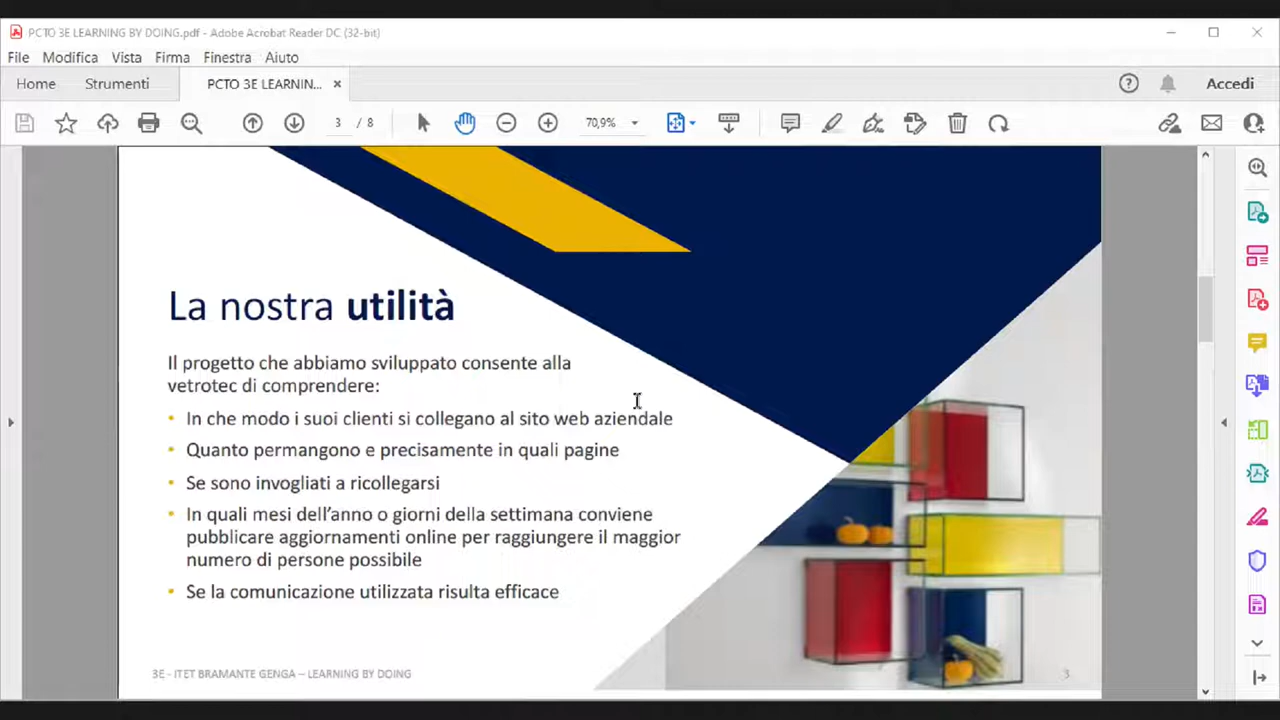 PCTO 3E LEARNING BY DOING.pdf - Adobe Acrobat Reader DC (32-bit)
File Modifica Vista Firma Finestra Aiuto
Home Strumenti PCTO 3E LEARNIN... Accedi
3 / 8 70,9%
La nostra utilità
Il progetto che abbiamo sviluppato consente alla
vetrotec di comprendere:
• In che modo i suoi clienti si collegano al sito web aziendale
• Quanto permangono e precisamente in quali pagine
• Se sono invogliati a ricollegarsi
• In quali mesi dell’anno o giorni della settimana conviene
pubblicare aggiornamenti online per raggiungere il maggior
numero di persone possibile
• Se la comunicazione utilizzata risulta efficace
3E - ITET BRAMANTE GENGA – LEARNING BY DOING 3